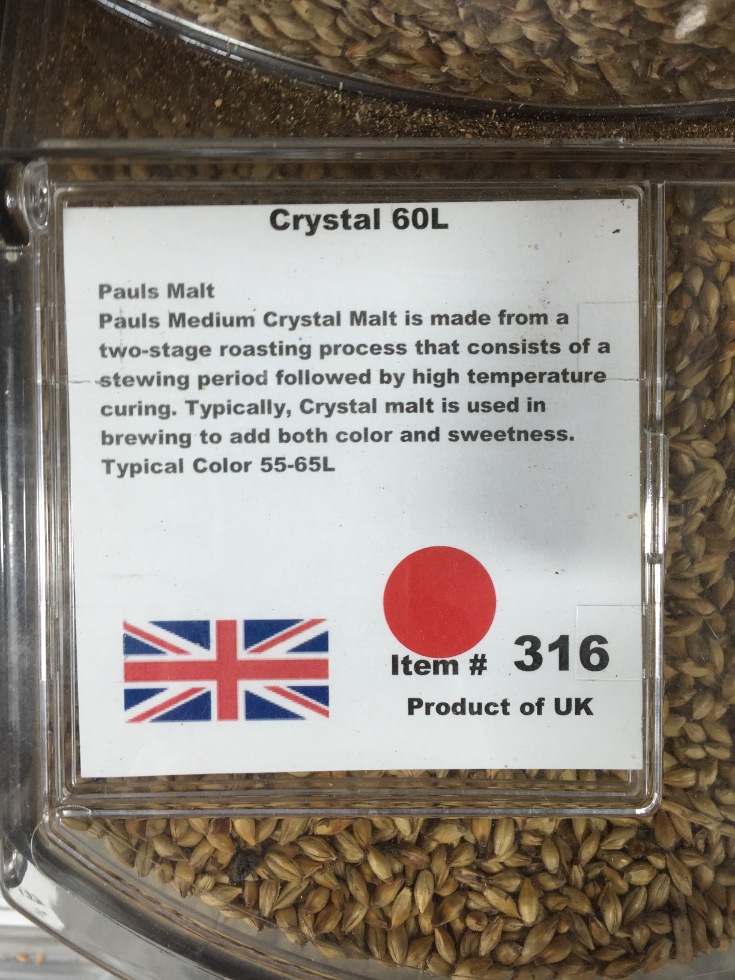 Crystal 60L
Pauls Malt
Pauls Medium Crystal Malt is made from a
two-stage roasting process that consists of a
stewing period followed by high temperature
curing. Typically, Crystal malt is used in
brewing to add both color and sweetness.
Typical Color 55-65L
Item # 316
Product of UK